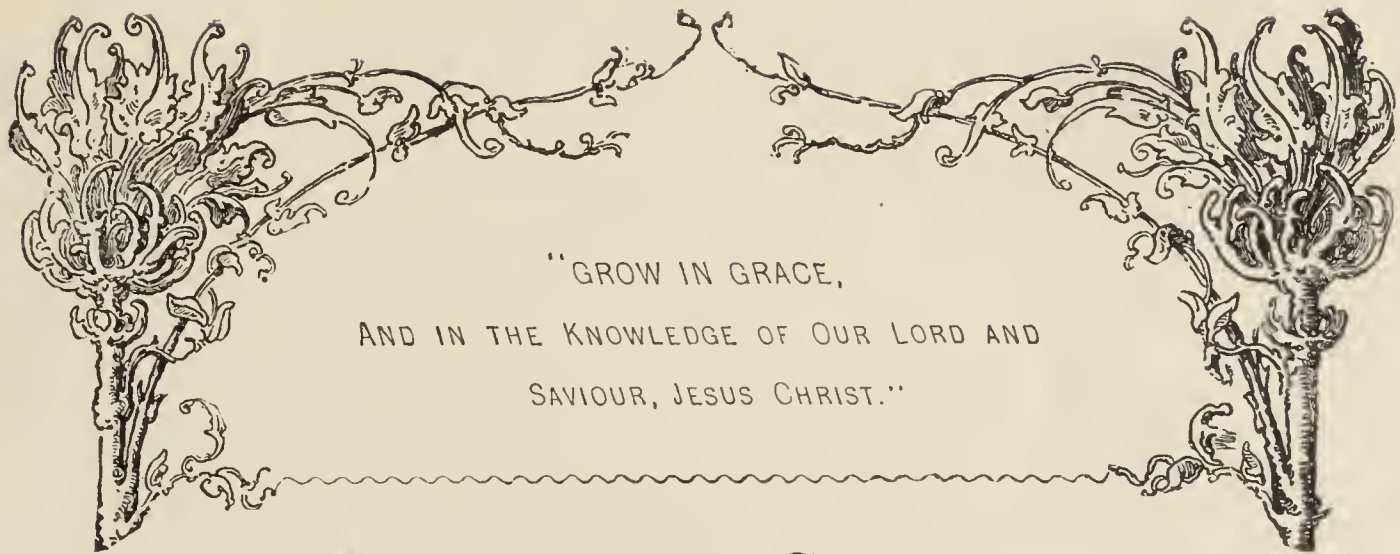 "GROW IN GRACE,
AND IN THE KNOWLEDGE OF OUR LORD AND
SAVIOUR, JESUS CHRIST."